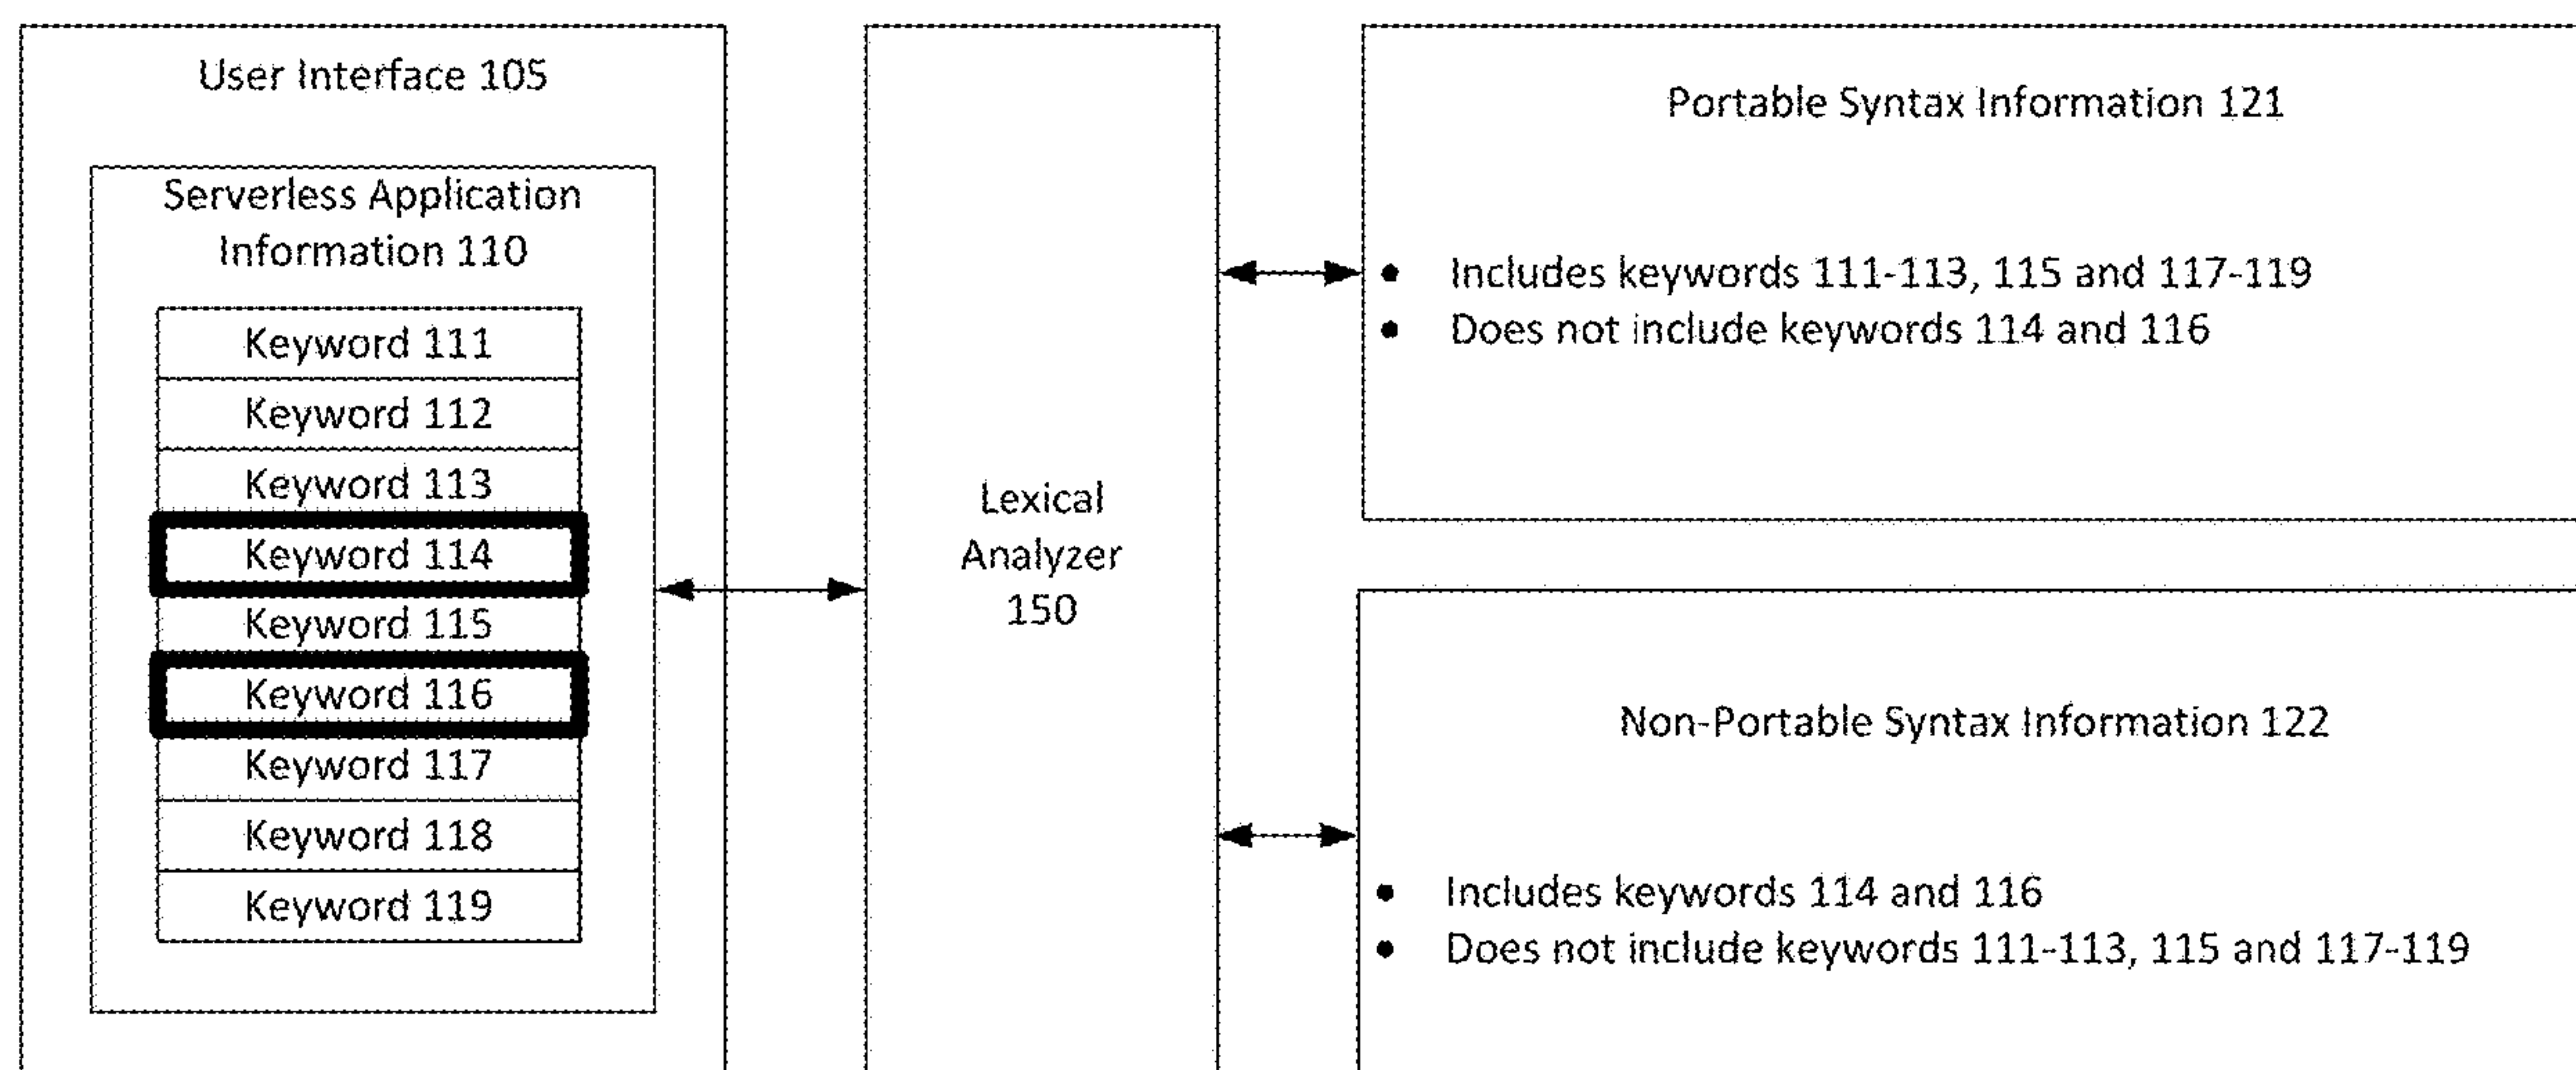 User Interface 105
Serverless Application
Information 110
Keyword 111
Keyword 112
Keyword 113
Keyword 114
Keyword 115
Keyword 116
Keyword 117
Keyword 118
Keyword 119
Lexical
Analyzer
150
Portable Syntax Information 121
• Includes keywords 111-113, 115 and 117-119
• Does not include keywords 114 and 116
Non-Portable Syntax Information 122
• Includes keywords 114 and 116
• Does not include keywords 111-113, 115 and 117-119